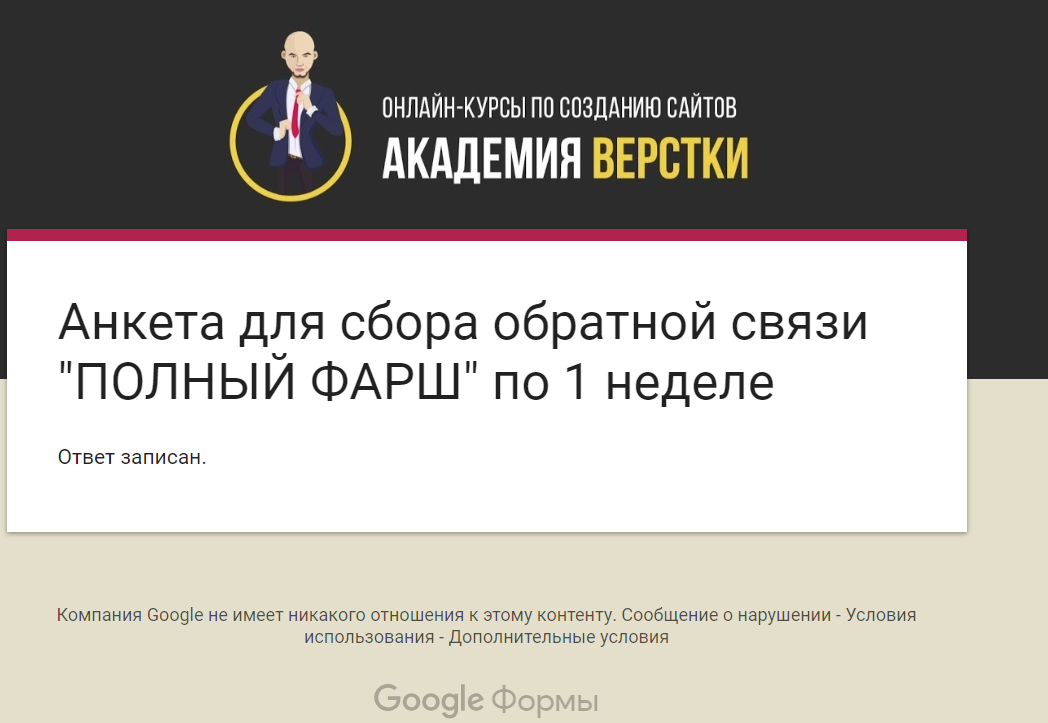 ОНЛАЙН-КУРСЫ ПО СОЗДАНИЮ САЙТОВ
АКАДЕМИЯ ВЕРСТКИ
Анкета для сбора обратной связи
"ПОЛНЫЙ ФАРШ" по 1 неделе
Ответ записан.
Компания Google не имеет никакого отношения к этому контенту. Сообщение о нарушении - Условия
использования - Дополнительные условия
Google Формы